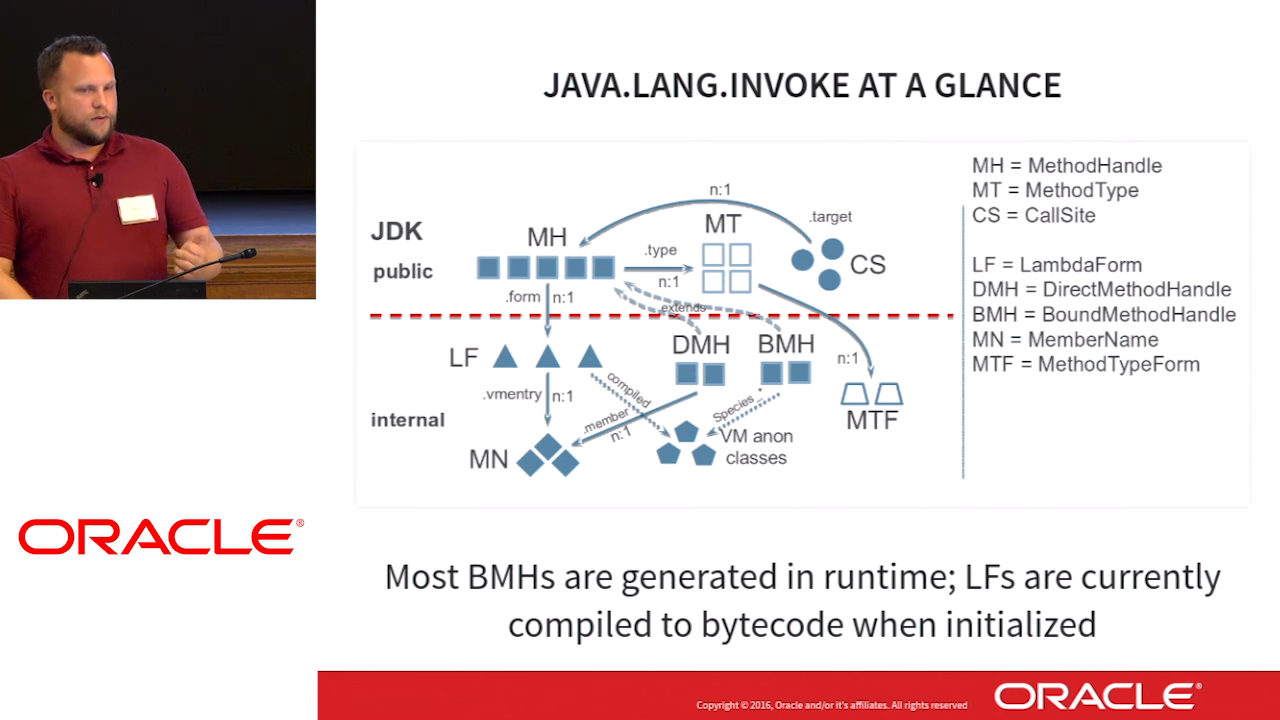 JAVA.LANG.INVOKE AT A GLANCE
n:1
MH = MethodHandle
MT = MethodType
CS = CallSite
LF = LambdaForm
DMH = DirectMethodHandle
BMH = BoundMethodHandle
MN = MemberName
MTF = MethodTypeForm
JDK
public
MH
.type
n:1
MT
.target
CS
.form
n:1
extends
LF
DMH
BMH
n:1
.vmentry
n:1
compiled
Species_*
MTF
internal
.member
n:1
MN
VM anon
classes
ORACLE®
Most BMHs are generated in runtime; LFs are currently
compiled to bytecode when initialized
Copyright © 2016, Oracle and/or it's affiliates. All rights reserved
ORACLE®